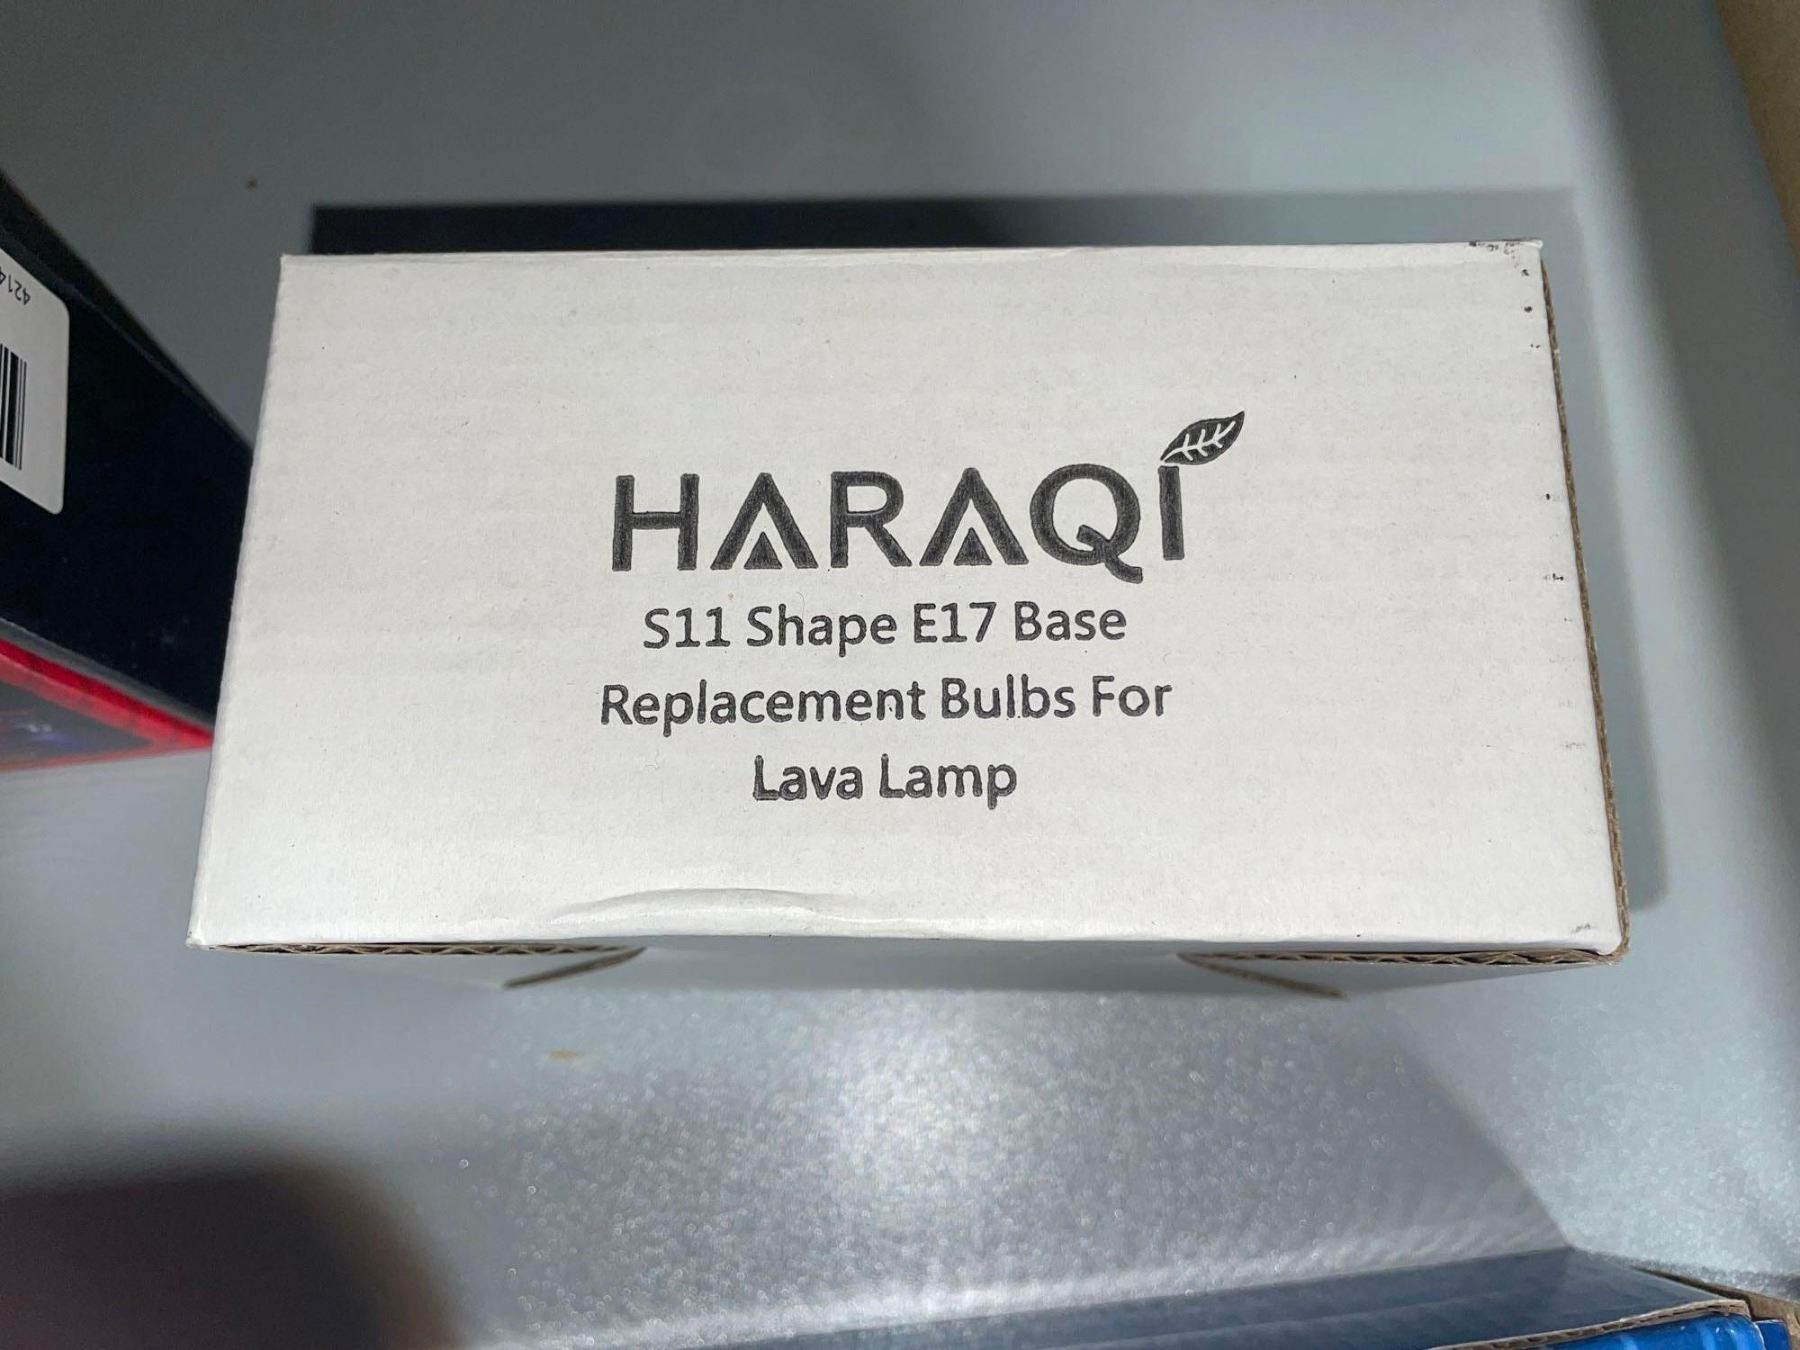 HARAQI
S11 Shape E17 Base
Replacement Bulbs For
Lava Lamp